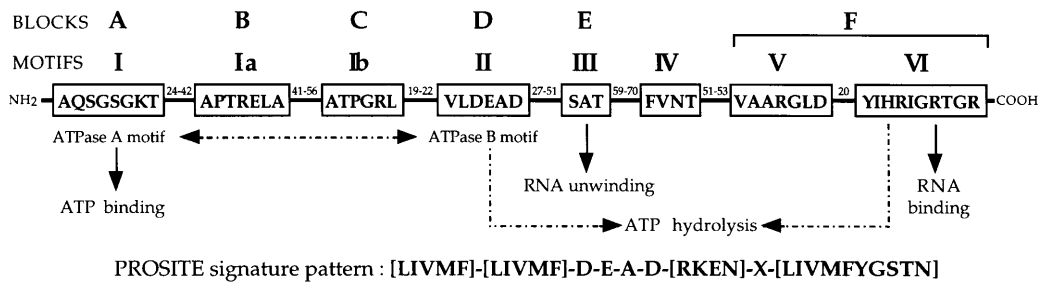 BLOCKS A B C D E F
MOTIFS I Ia Ib II III IV V VI
NH2 AQSGSGKT 24-42 APTRELA 41-56 ATPGRL 19-22 VLDEAD 27-51 SAT 59-70 FVNT 51-53 VAARGLD 20 YIHRIGRTGR COOH
ATPase A motif ATPase B motif
RNA unwinding RNA
ATP binding binding
ATP hydrolysis
PROSITE signature pattern : [LIVMF]-[LIVMF]-D-E-A-D-[RKEN]-X-[LIVMFYGSTN]